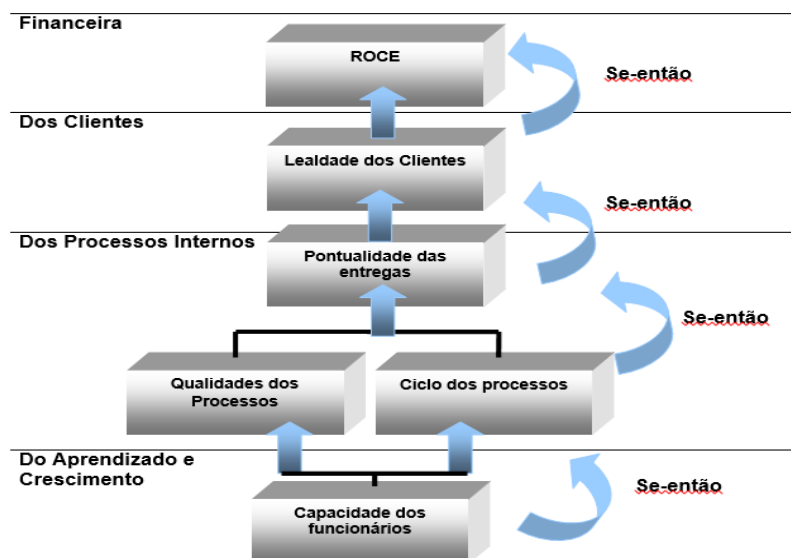 Financeira
ROCE
Se-então
Dos Clientes
Lealdade dos Clientes
Se-então
Dos Processos Internos
Pontualidade das
entregas
Se-então
Qualidades dos
Processos
Ciclo dos processos
Do Aprendizado e
Crescimento
Se-então
Capacidade dos
funcionários